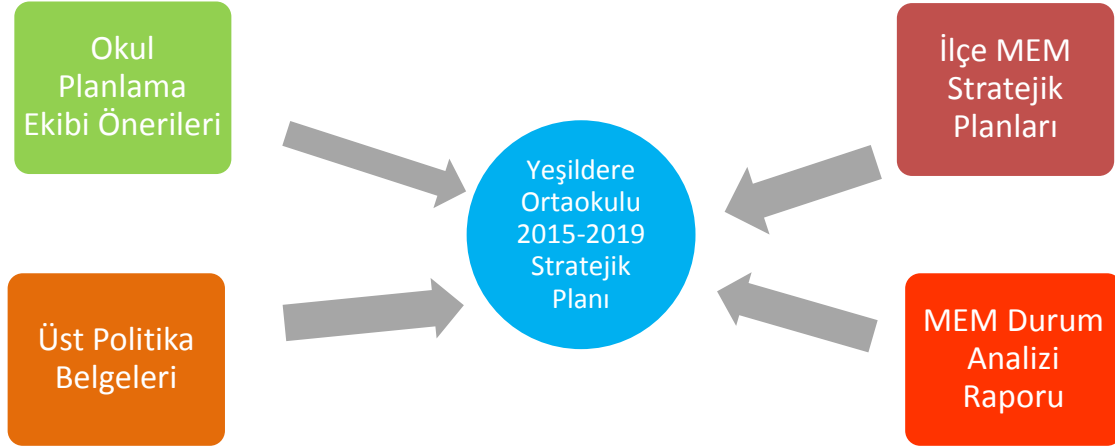 Okul
Planlama
Ekibi Önerileri
İlçe MEM
Stratejik
Planları
Yeşildere
Ortaokulu
2015-2019
Stratejik
Planı
Üst Politika
Belgeleri
MEM Durum
Analizi
Raporu